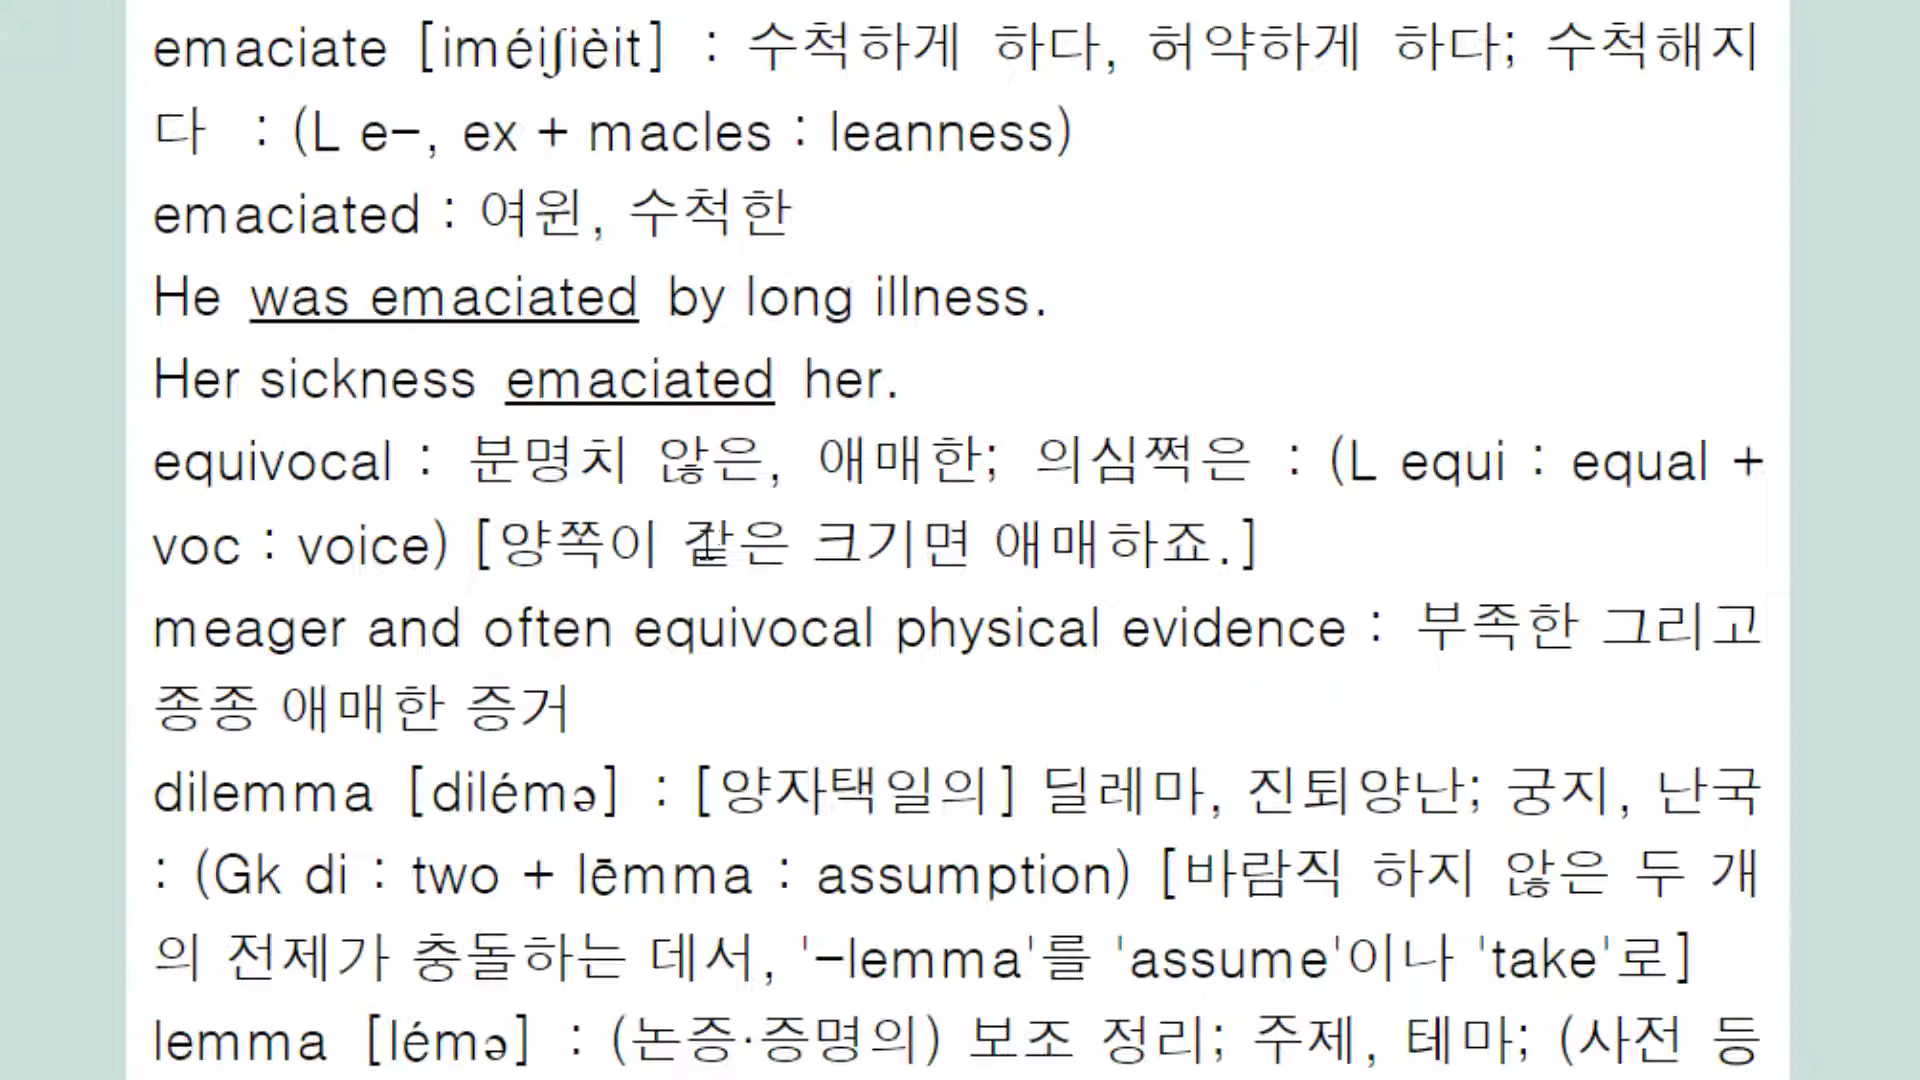 emaciate [iméiʃièit] : 수척하게 하다, 허약하게 하다; 수척해지
다 : (L e-, ex + macles : leanness)
emaciated : 여윈, 수척한
He was emaciated by long illness.
Her sickness emaciated her.
equivocal : 분명치 않은, 애매한; 의심쩍은 : (L equi : equal +
voc : voice) [양쪽이 같은 크기면 애매하죠.]
meager and often equivocal physical evidence : 부족한 그리고
종종 애매한 증거
dilemma [dilémə] : [양자택일의] 딜레마, 진퇴양난; 궁지, 난국
: (Gk di : two + lēmma : assumption) [바람직 하지 않은 두 개
의 전제가 충돌하는 데서, '-lemma'를 'assume'이나 'take'로]
lemma [lémə] : (논증·증명의) 보조 정리; 주제, 테마; (사전 등